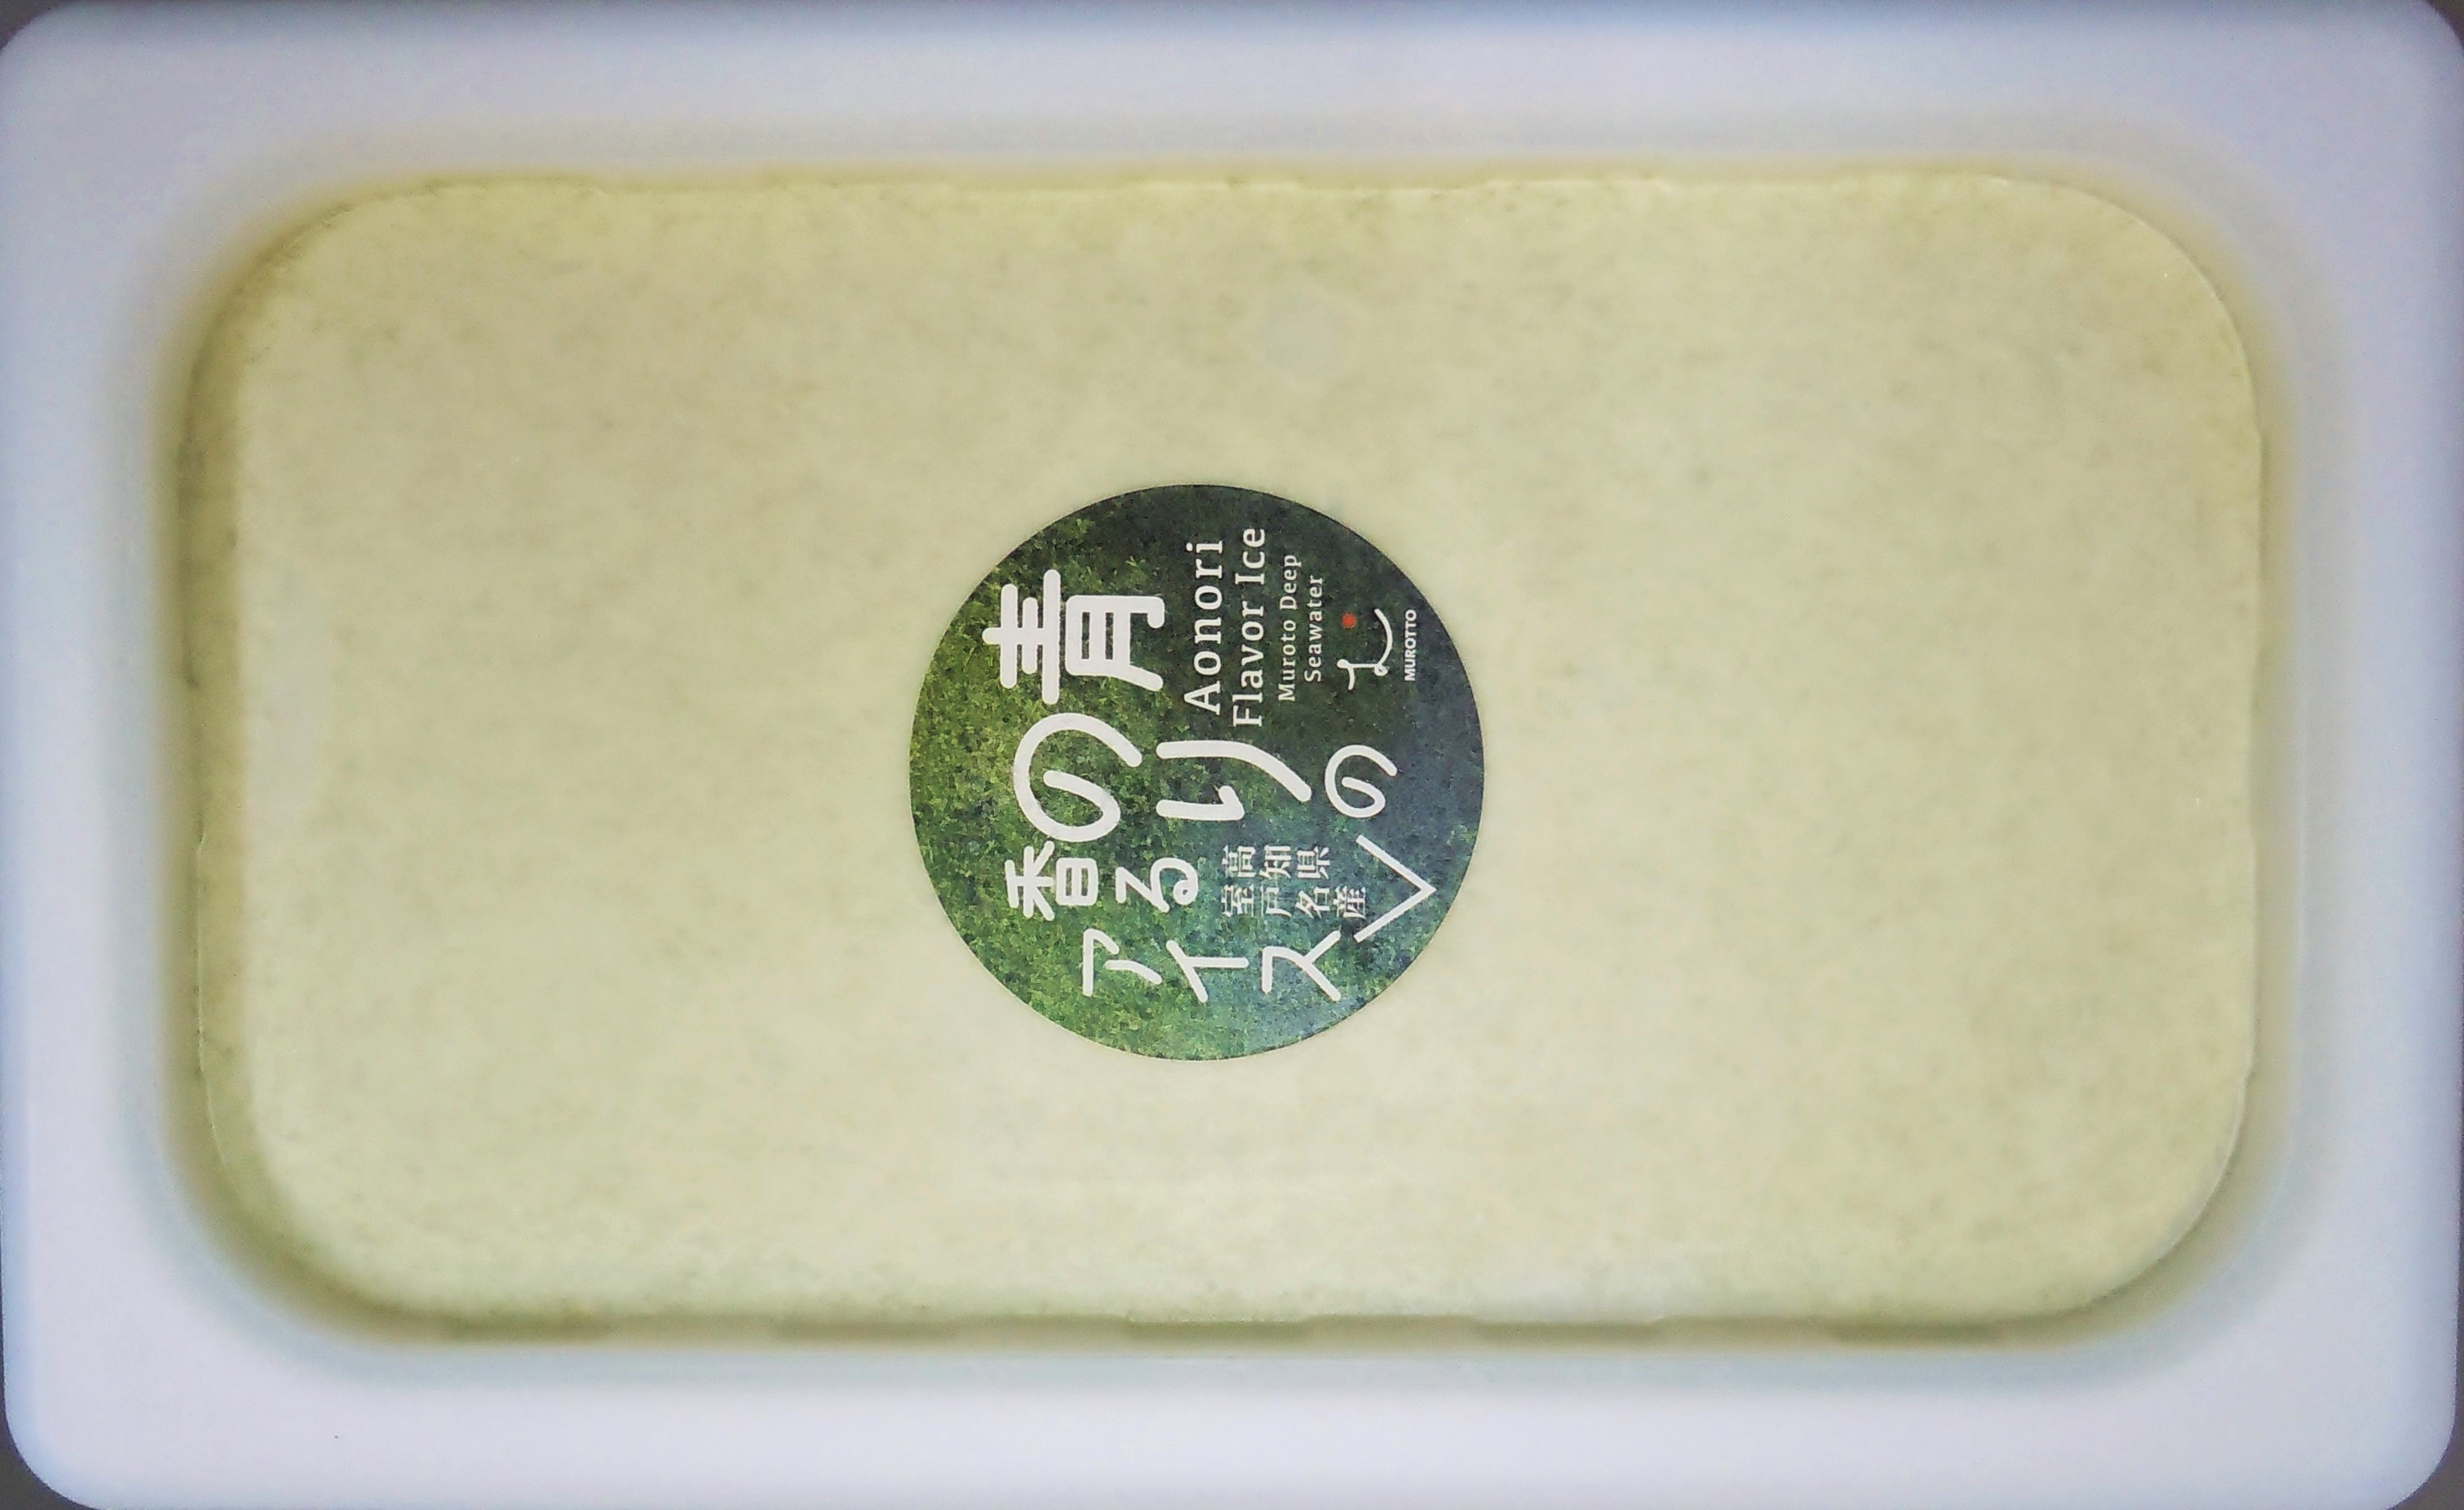 青
のりの
香る
アイス
高知県
室戸名産
Aonori
Flavor Ice
Muroto Deep
Seawater
MUROTTO